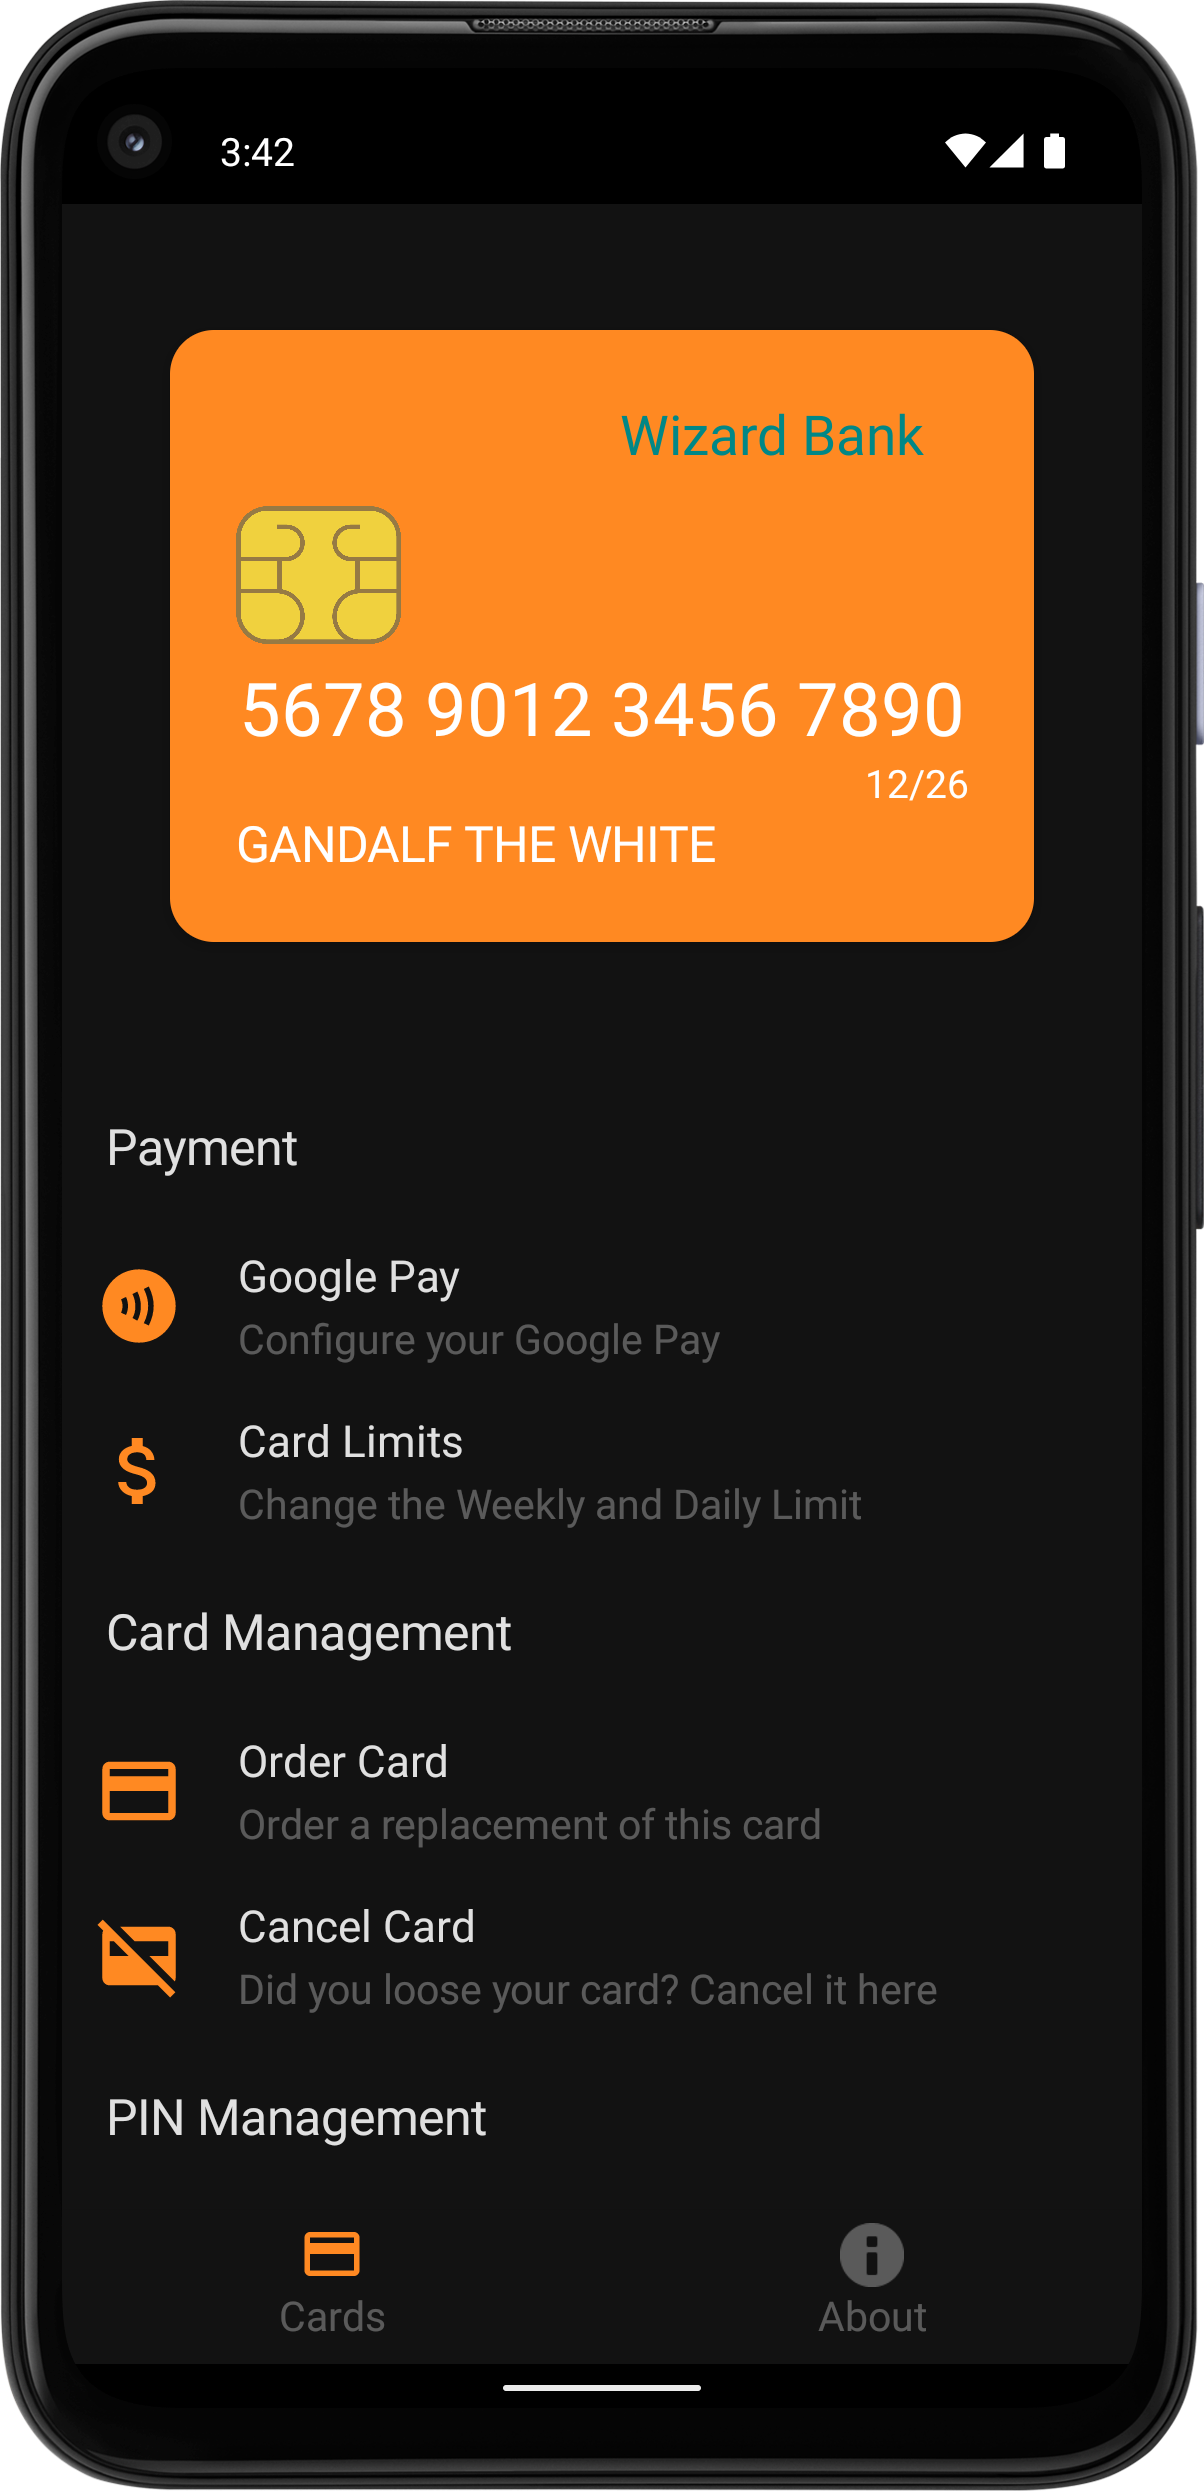 3:42
Wizard Bank
5678 9012 3456 7890
12/26
GANDALF THE WHITE
Payment
Google Pay
Configure your Google Pay
Card Limits
Change the Weekly and Daily Limit
Card Management
Order Card
Order a replacement of this card
Cancel Card
Did you loose your card? Cancel it here
PIN Management
Cards
About